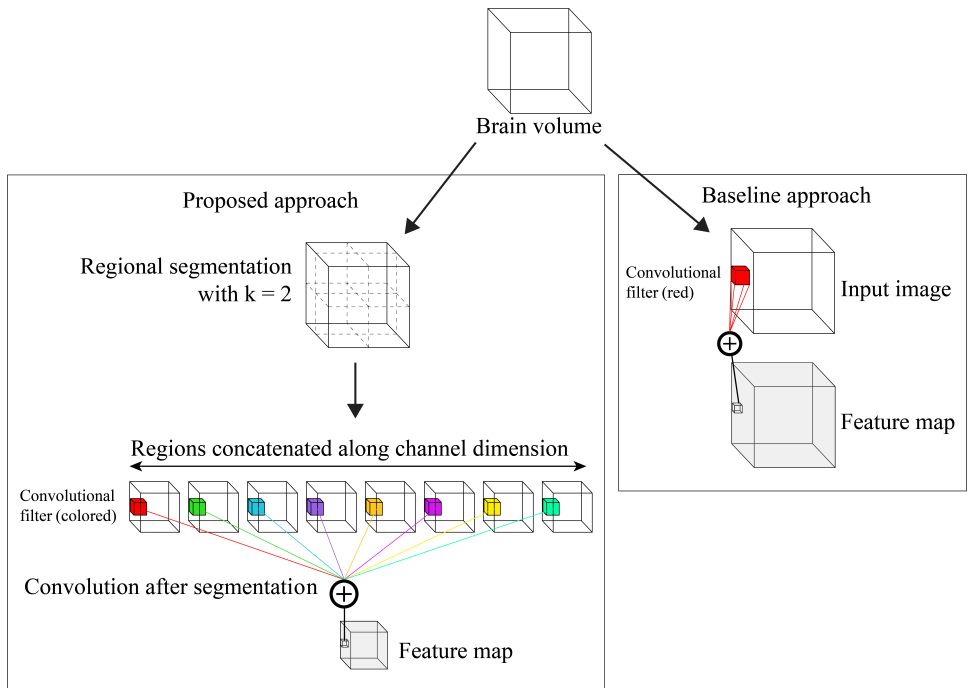 Brain volume
Proposed approach
Regional segmentation
with k = 2
Regions concatenated along channel dimension
Convolutional
filter (colored)
Convolution after segmentation
Feature map
Baseline approach
Convolutional
filter (red)
Input image
Feature map